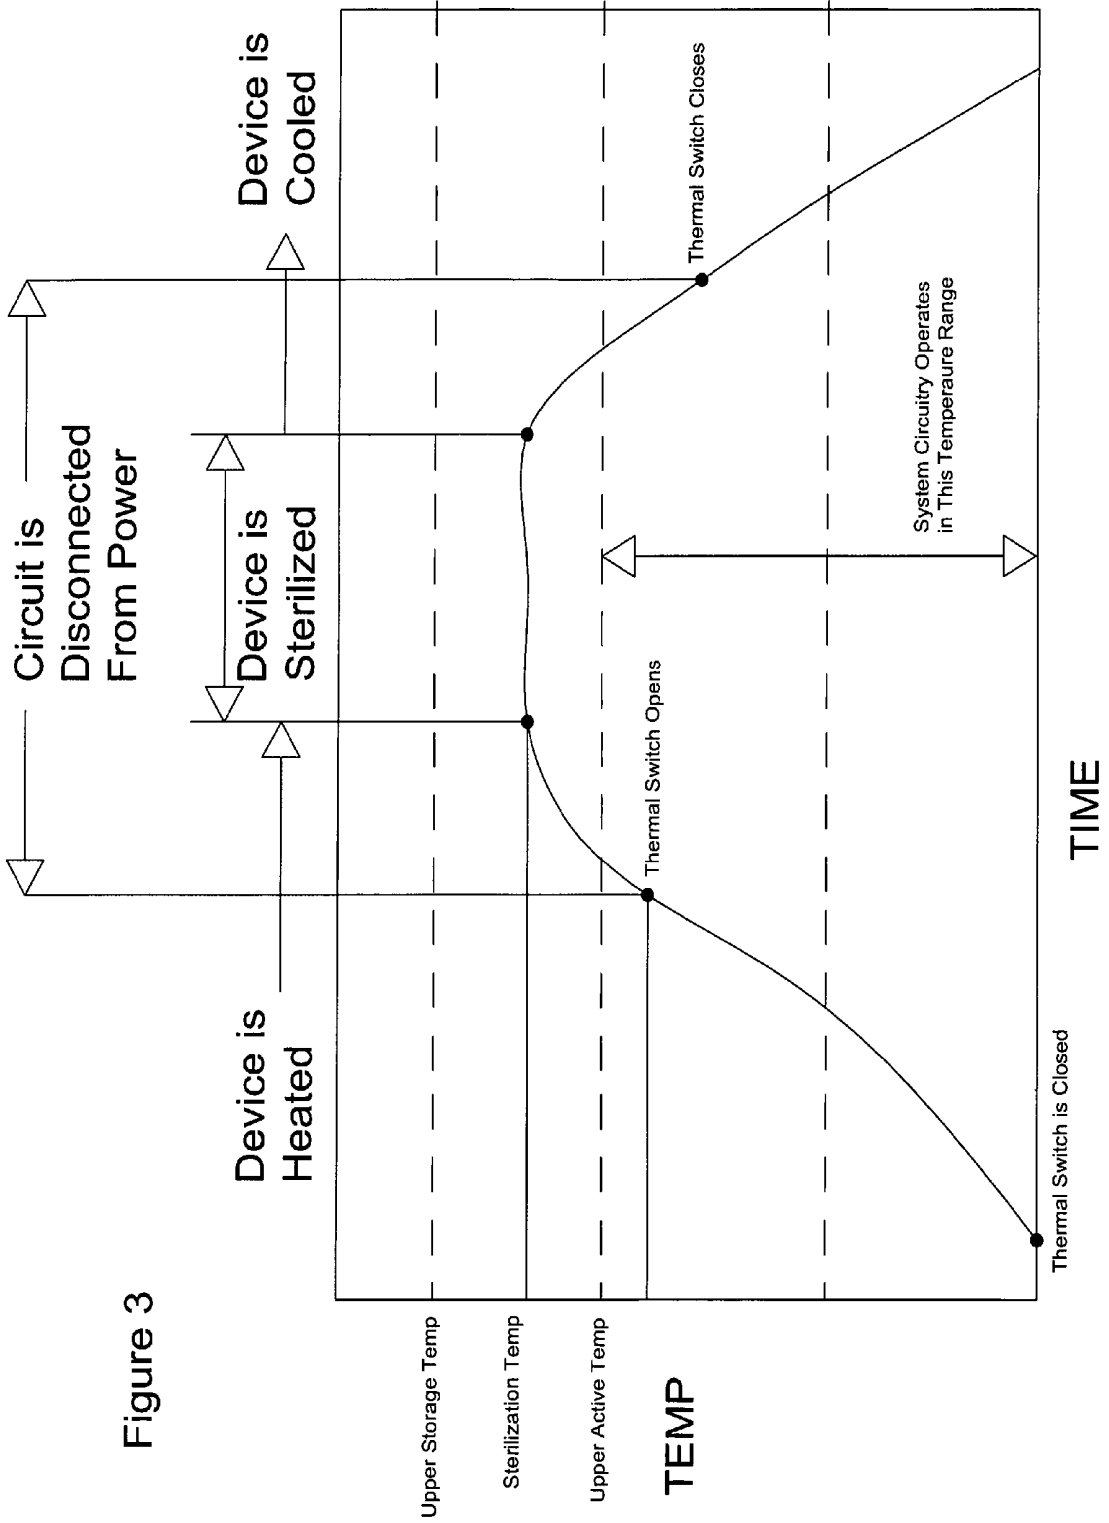 Figure 3
Circuit is
Disconnected
From Power
Device is
Heated
Device is
Sterilized
Device is
Cooled
Upper Storage Temp
Sterilization Temp
Upper Active Temp
TEMP
Thermal Switch Opens
Thermal Switch Closes
System Circuitry Operates
in This Temperaure Range
Thermal Switch is Closed
TIME